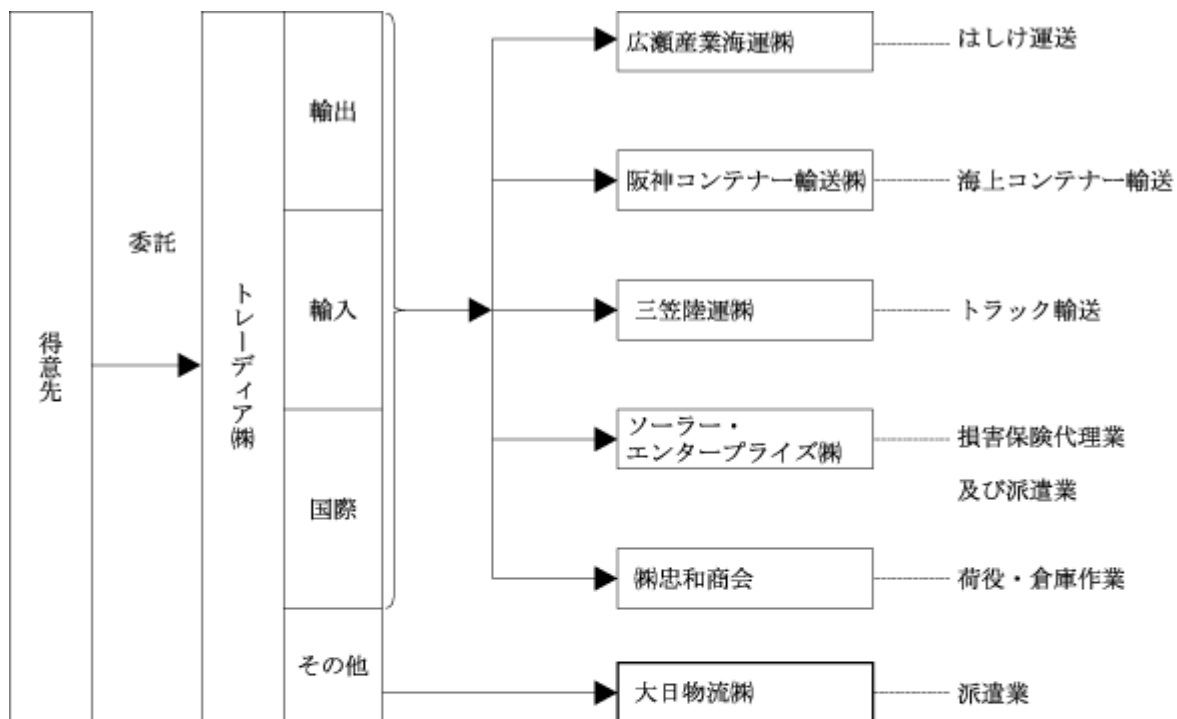 得意先
委託
トレーディア㈱
輸出
輸入
国際
その他
広瀬産業海運㈱
はしけ運送
阪神コンテナー輸送㈱
海上コンテナー輸送
三笠陸運㈱
トラック輸送
ソーラー・
エンタープライズ㈱
損害保険代理業
及び派遣業
㈱忠和商会
荷役・倉庫作業
大日物流㈱
派遣業